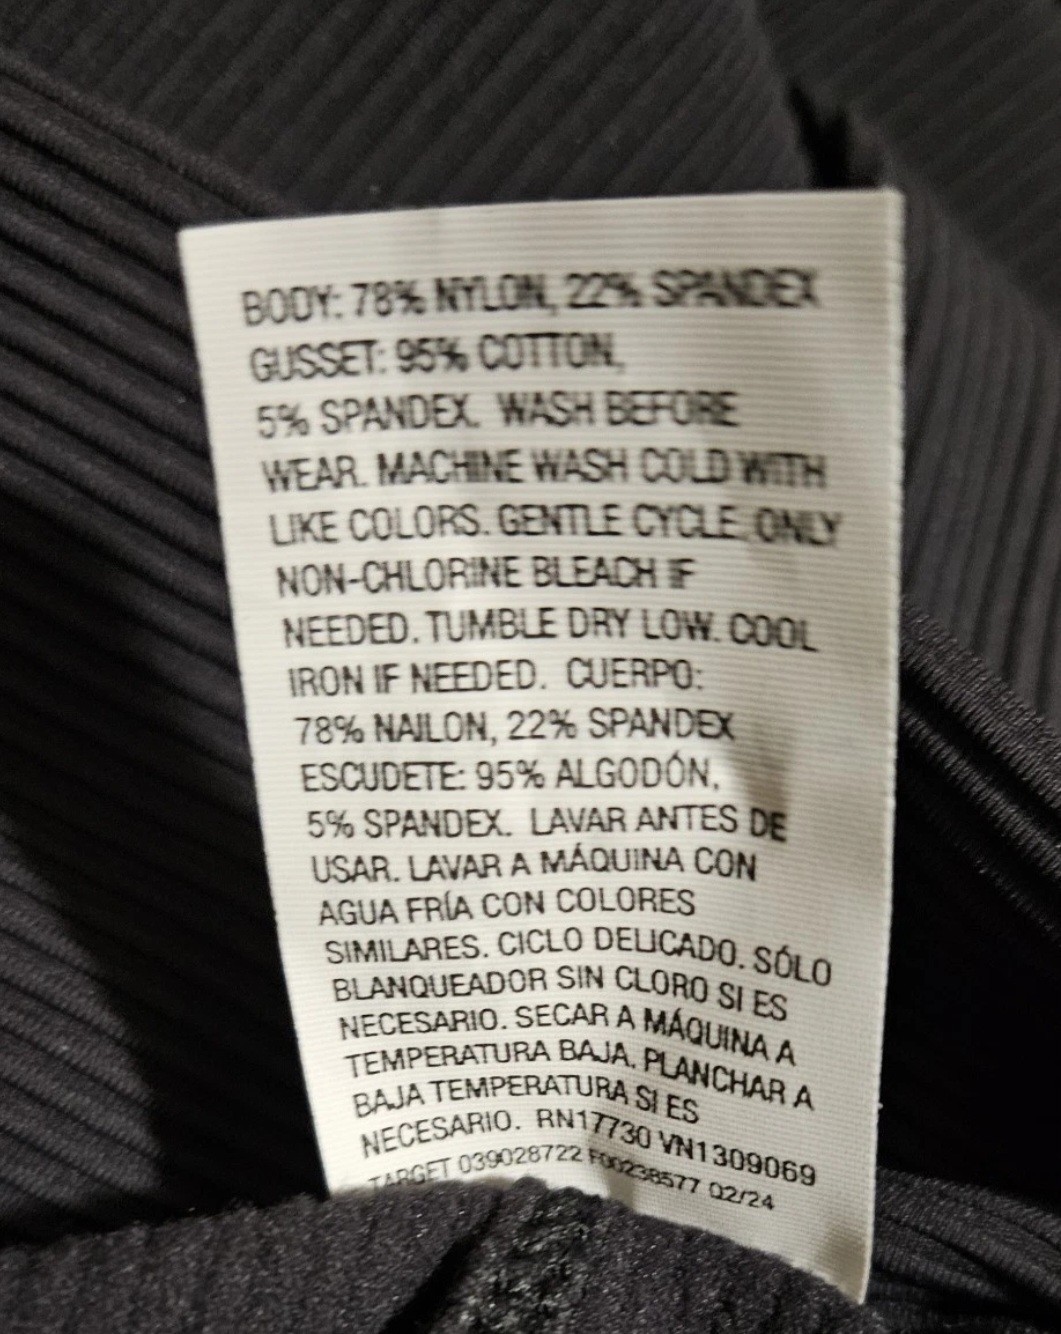 BODY: 78% NYLON, 22% SPANDEX
GUSSET: 95% COTTON,
5% SPANDEX. WASH BEFORE
WEAR. MACHINE WASH COLD WITH
LIKE COLORS. GENTLE CYCLE. ONLY
NON-CHLORINE BLEACH IF
NEEDED. TUMBLE DRY LOW. COOL
IRON IF NEEDED. CUERPO:
78% NAILON, 22% SPANDEX
ESCUDETE: 95% ALGODÓN,
5% SPANDEX. LAVAR ANTES DE
USAR. LAVAR A MÁQUINA CON
AGUA FRÍA CON COLORES
SIMILARES. CICLO DELICADO. SÓLO
BLANQUEADOR SIN CLORO SI ES
NECESARIO. SECAR A MÁQUINA A
TEMPERATURA BAJA. PLANCHAR A
BAJA TEMPERATURA SI ES
NECESARIO. RN17730 VN1309069
TARGET 039028722 F00238577 Q2/24